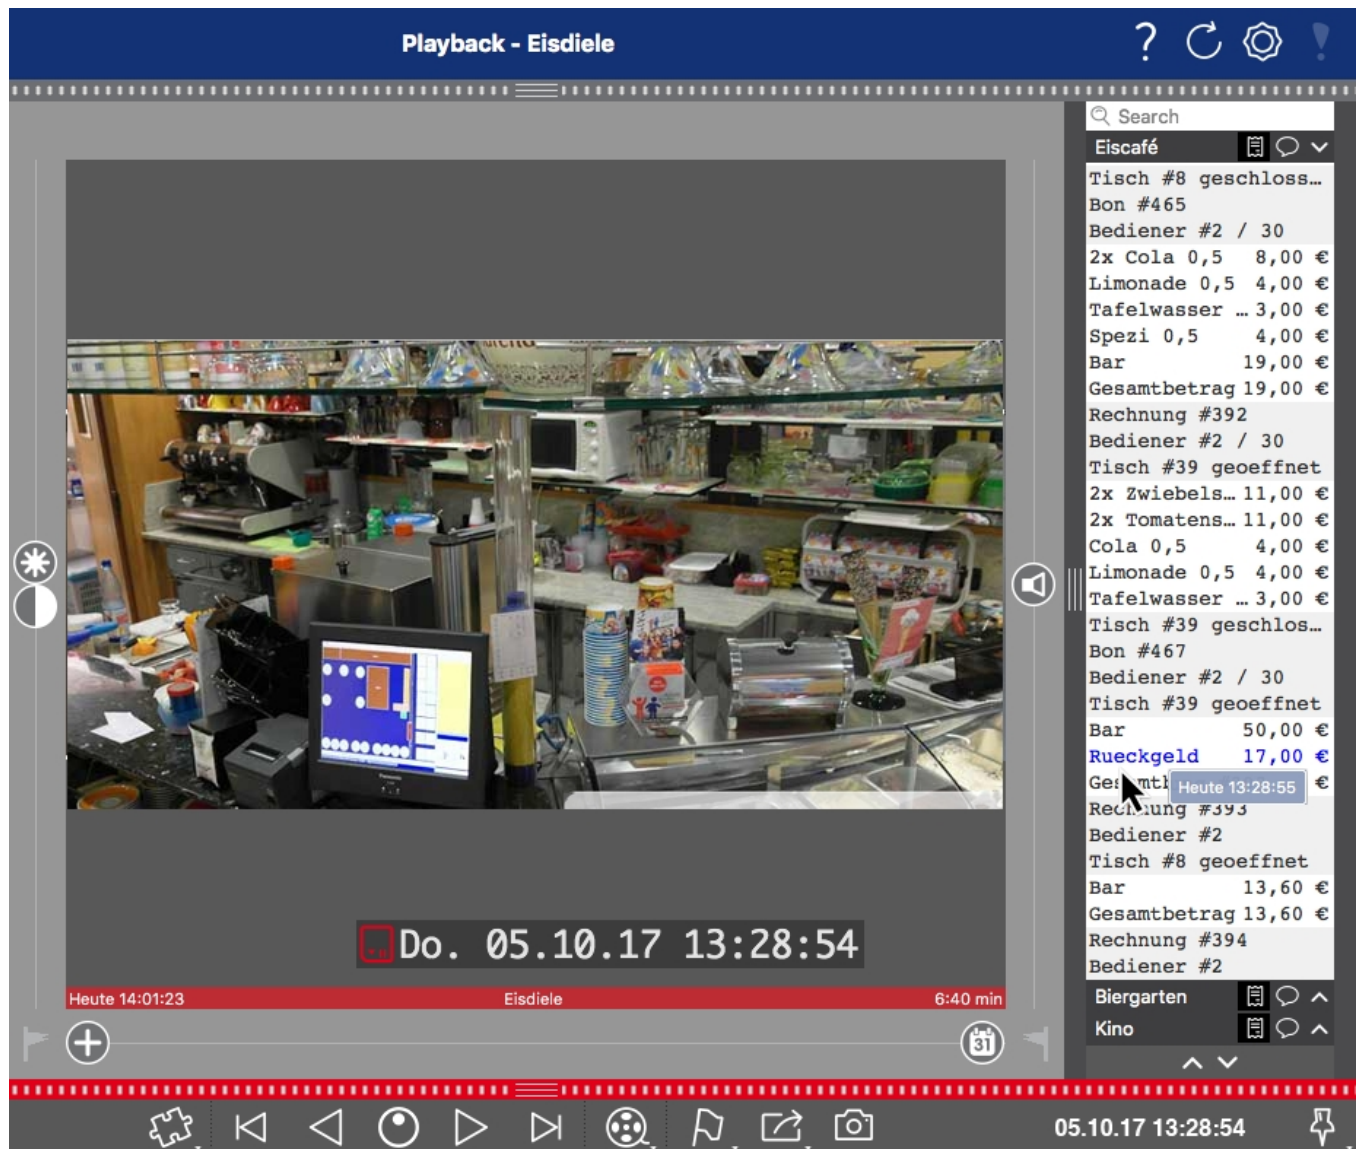 Playback - Eisdiele
Search
Eiscafé
Tisch #8 geschloss…
Bon #465
Bediener #2 / 30
2x Cola 0,5 8,00 €
Limonade 0,5 4,00 €
Tafelwasser … 3,00 €
Spezi 0,5 4,00 €
Bar 19,00 €
Gesamtbetrag 19,00 €
Rechnung #392
Bediener #2 / 30
Tisch #39 geoeffnet
2x Zwiebels… 11,00 €
2x Tomatens… 11,00 €
Cola 0,5 4,00 €
Limonade 0,5 4,00 €
Tafelwasser … 3,00 €
Tisch #39 geschlos…
Bon #467
Bediener #2 / 30
Tisch #39 geoeffnet
Bar 50,00 €
Rueckgeld 17,00 €
€
Heute 13:28:55
Rechnung #393
Bediener #2
Tisch #8 geoeffnet
Bar 13,60 €
Gesamtbetrag 13,60 €
Rechnung #394
Bediener #2
Biergarten
Kino
Do. 05.10.17 13:28:54
Heute 14:01:23 Eisdiele 6:40 min
31
05.10.17 13:28:54